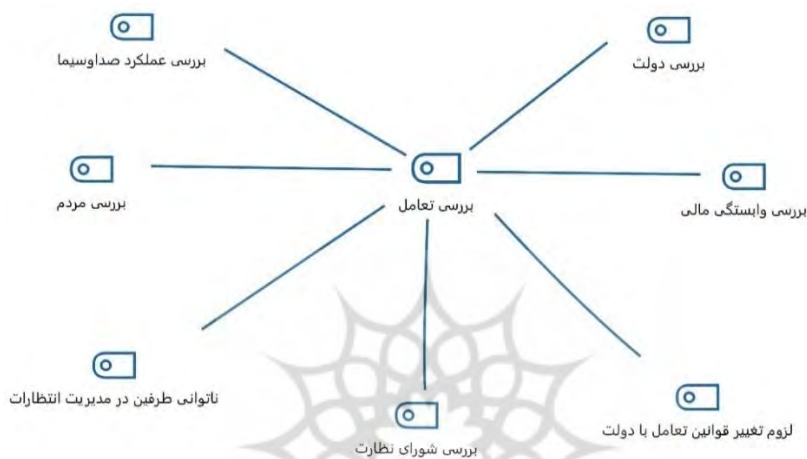 بررسی دولت
بررسی عملکرد صداوسیما
بررسی وابستگی مالی
بررسی تعامل
بررسی مردم
لزوم تغییر قوانین تعامل با دولت
بررسی شورای نظارت
ناتوانی طرفین در مدیریت انتظارات